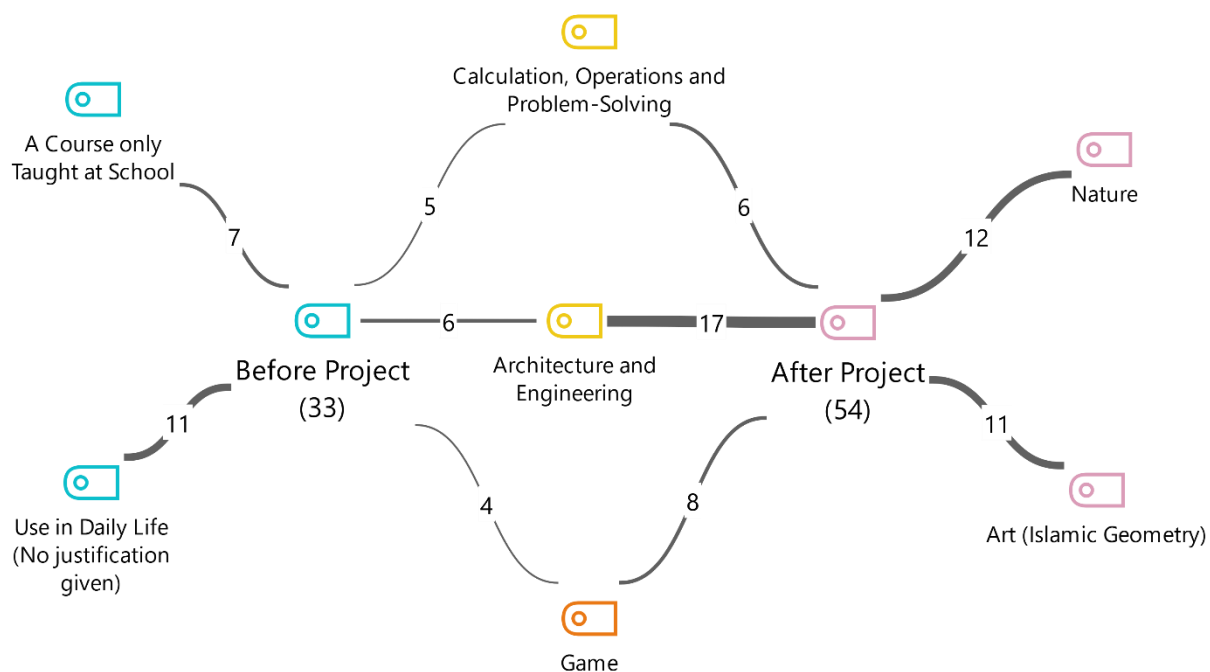 Calculation, Operations and
Problem-Solving
A Course only
Taught at School
Nature
5
6
7
12
6
17
Before Project
(33)
Architecture and
Engineering
After Project
(54)
11
11
4
8
Use in Daily Life
(No justification
given)
Art (Islamic Geometry)
Game